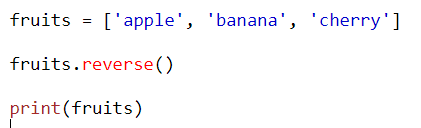 fruits = ['apple', 'banana', 'cherry']
fruits.reverse()
print(fruits)